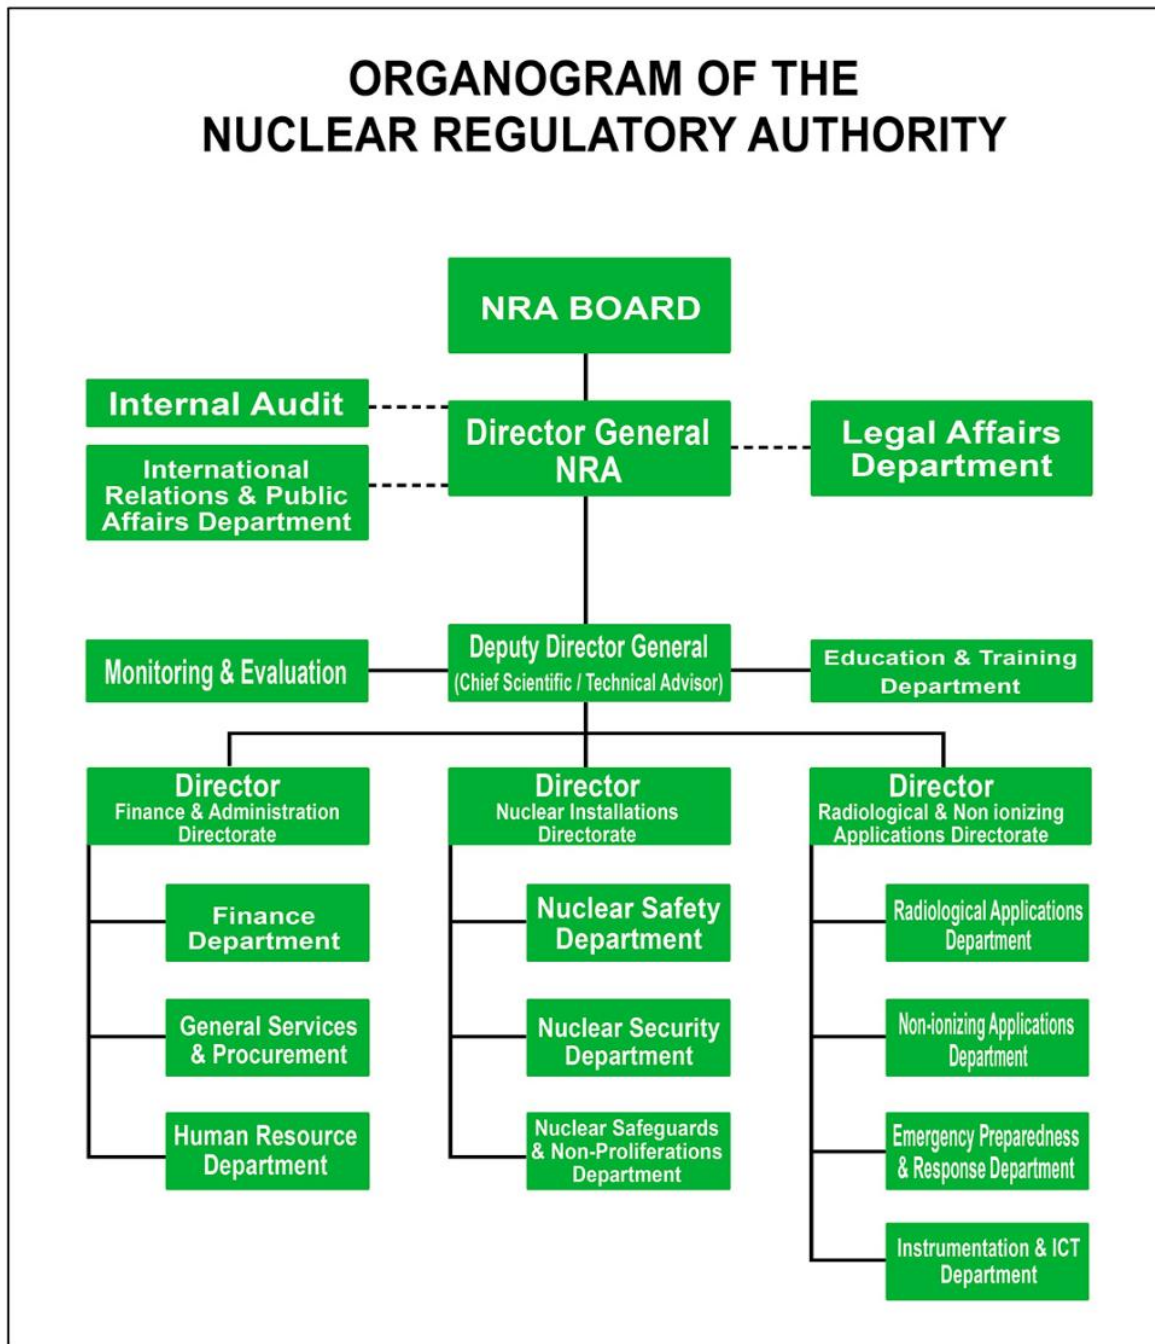 ORGANOGRAM OF THE
NUCLEAR REGULATORY AUTHORITY
NRA BOARD
Internal Audit
Director General
NRA
Legal Affairs
Department
International
Relations & Public
Affairs Department
Monitoring & Evaluation
Deputy Director General
(Chief Scientific / Technical Advisor)
Education & Training
Department
Director
Finance & Administration
Directorate
Director
Nuclear Installations
Directorate
Director
Radiological & Non ionizing
Applications Directorate
Finance
Department
General Services
& Procurement
Human Resource
Department
Nuclear Safety
Department
Nuclear Security
Department
Nuclear Safeguards
& Non-Proliferations
Department
Radiological Applications
Department
Non-ionizing Applications
Department
Emergency Preparedness
& Response Department
Instrumentation & ICT
Department